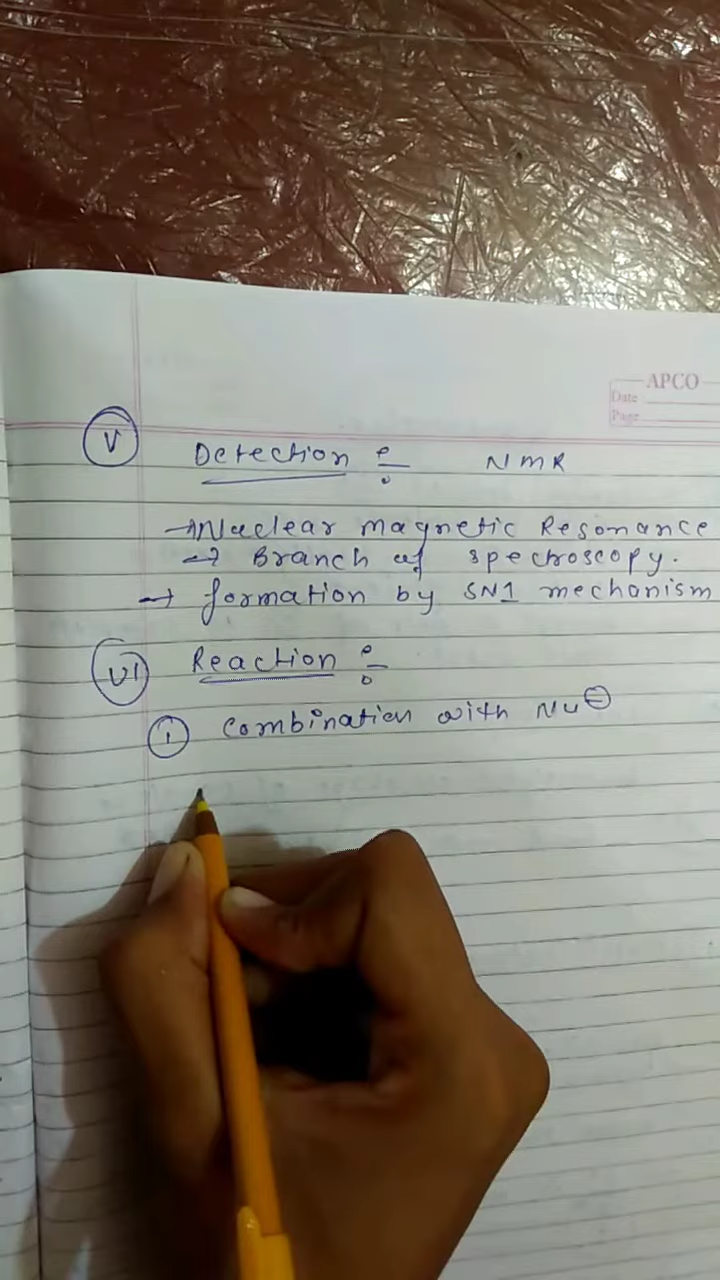 APCO
Date
Page
V Detection :- NMR
→ Nuclear magnetic Resonance
→ Branch of spectroscopy.
→ formation by SN1 mechanism
VI Reaction :-
1 Combination with Nu⊖